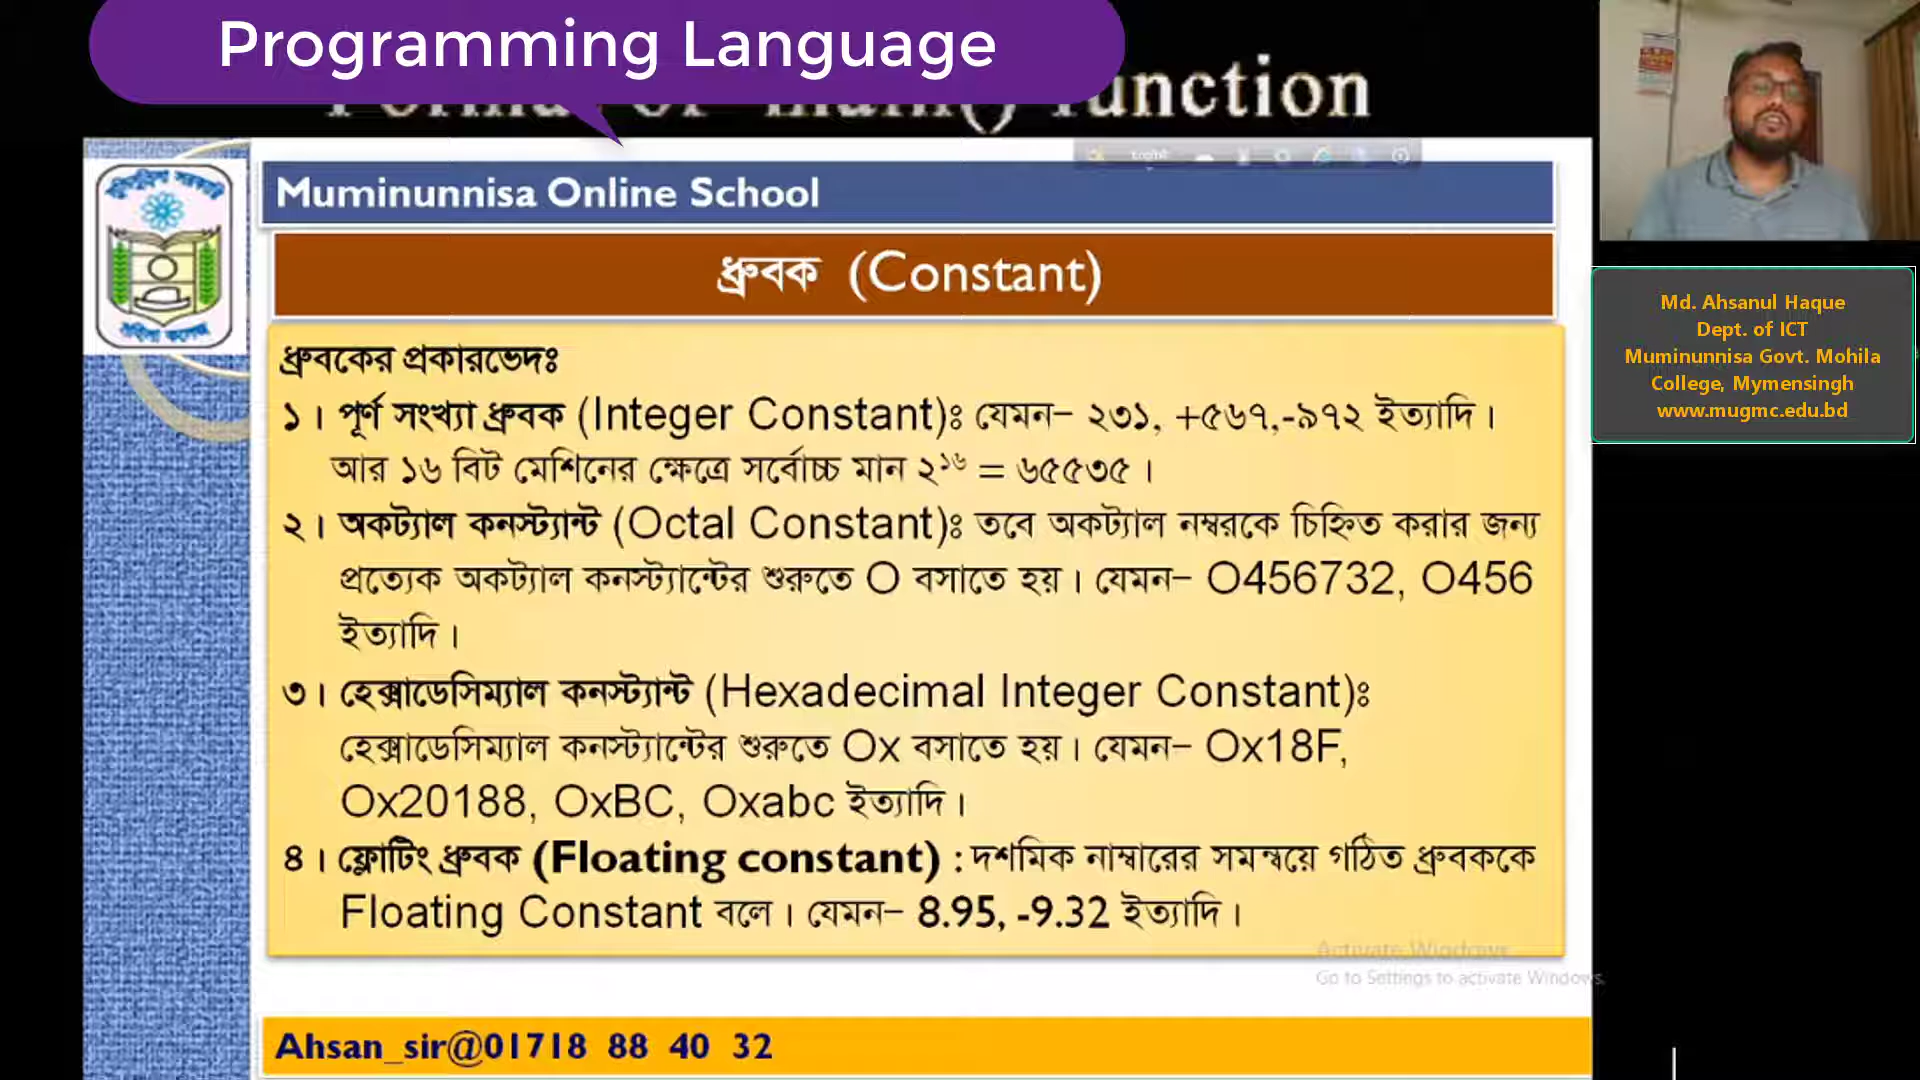 Programming Language
function
Muminunnisa Online School
ধ্রুবক (Constant)
ধ্রুবকের প্রকারভেদঃ
১। পূর্ণ সংখ্যা ধ্রুবক (Integer Constant)ঃ যেমন– ২৩১, +৫৬৭,-৯৭২ ইত্যাদি।
আর ১৬ বিট মেশিনের ক্ষেত্রে সর্বোচ্চ মান ২^১৬ = ৬৫৫৩৫।
২। অকট্যাল কনস্ট্যান্ট (Octal Constant)ঃ তবে অকট্যাল নম্বরকে চিহ্নিত করার জন্য
প্রত্যেক অকট্যাল কনস্ট্যান্টের শুরুতে O বসাতে হয়। যেমন– O456732, O456
ইত্যাদি।
৩। হেক্সাডেসিম্যাল কনস্ট্যান্ট (Hexadecimal Integer Constant)ঃ
হেক্সাডেসিম্যাল কনস্ট্যান্টের শুরুতে Ox বসাতে হয়। যেমন– Ox18F,
Ox20188, OxBC, Oxabc ইত্যাদি।
৪। ফ্লোটিং ধ্রুবক (Floating constant) : দশমিক নাম্বারের সমন্বয়ে গঠিত ধ্রুবককে
Floating Constant বলে। যেমন– 8.95, -9.32 ইত্যাদি।
Activate Windows
Go to Settings to activate Windows.
Ahsan_sir@01718 88 40 32
Md. Ahsanul Haque
Dept. of ICT
Muminunnisa Govt. Mohila
College, Mymensingh
www.mugmc.edu.bd